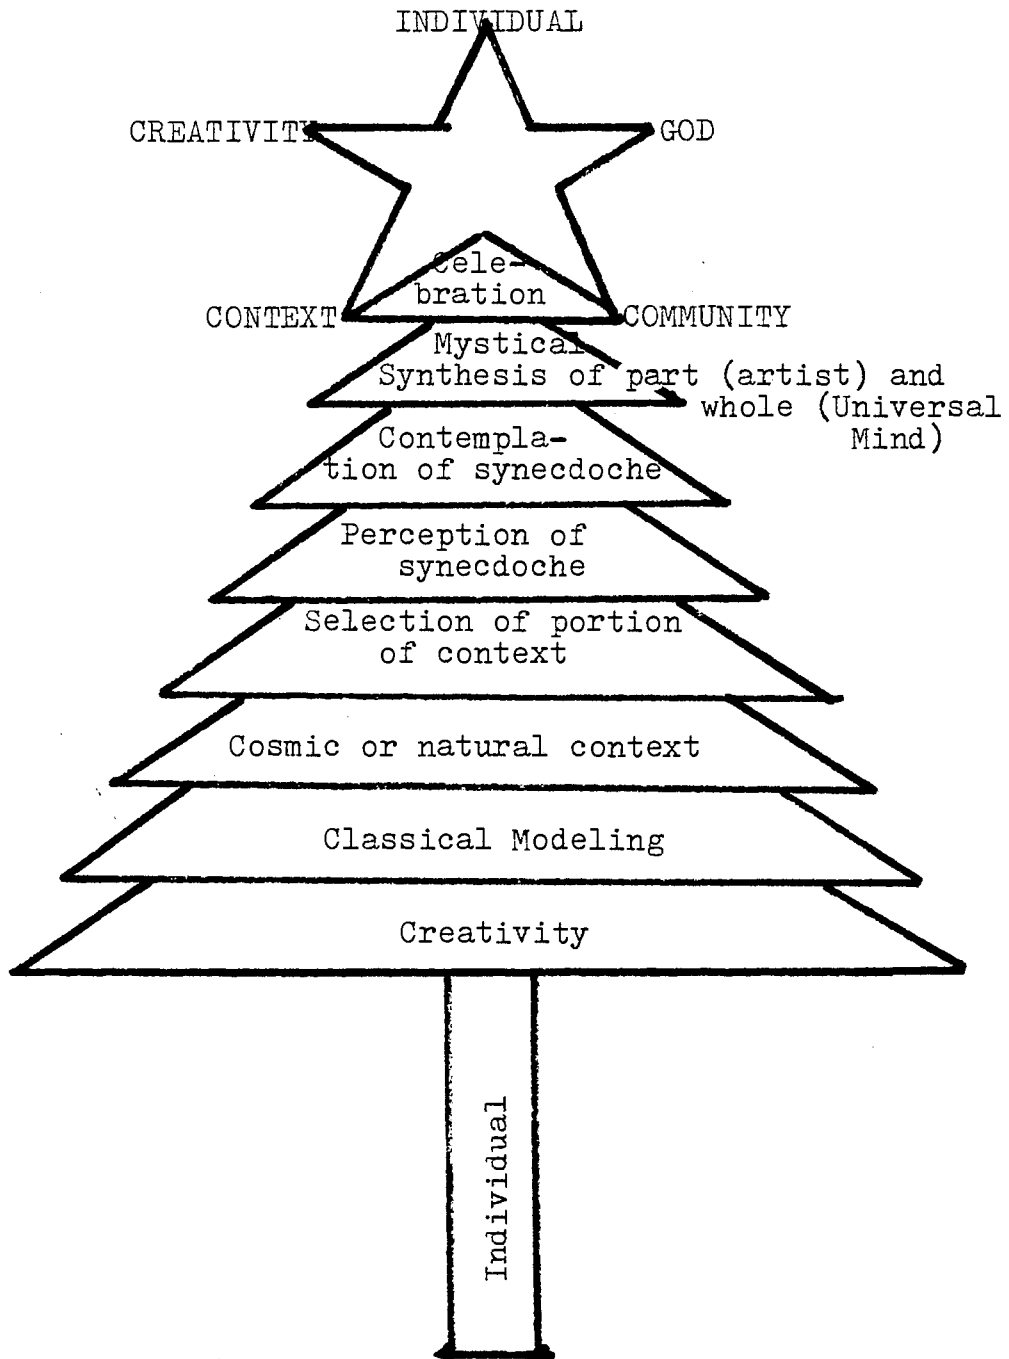 INDIVIDUAL
CREATIVITY
GOD
Cele-
bration
CONTEXT
COMMUNITY
Mystical
Synthesis of part (artist) and
whole (Universal
Mind)
Contempla-
tion of synecdoche
Perception of
synecdoche
Selection of portion
of context
Cosmic or natural context
Classical Modeling
Creativity
Individual